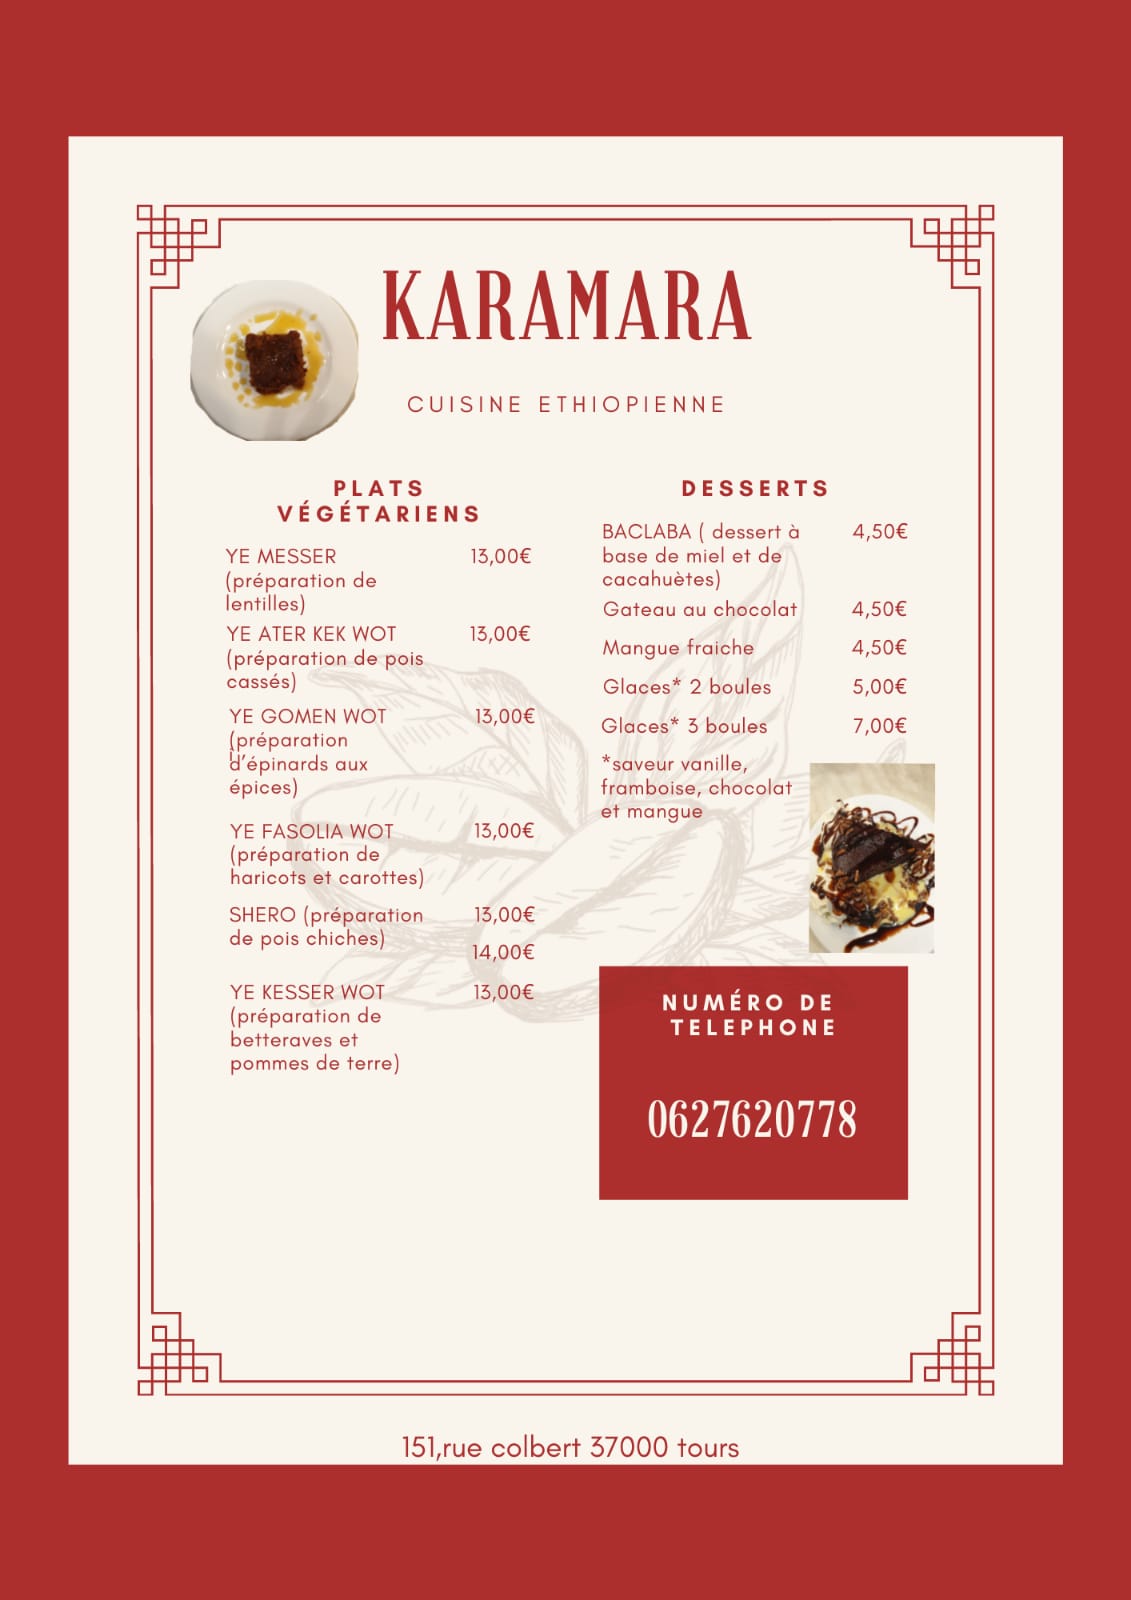 KARAMARA
CUISINE ETHIOPIENNE
PLATS
VÉGÉTARIENS
YE MESSER 13,00€
(préparation de
lentilles)
YE ATER KEK WOT 13,00€
(préparation de pois
cassés)
YE GOMEN WOT 13,00€
(préparation
d'épinards aux
épices)
YE FASOLIA WOT 13,00€
(préparation de
haricots et carottes)
SHERO (préparation 13,00€
de pois chiches)
14,00€
YE KESSER WOT 13,00€
(préparation de
betteraves et
pommes de terre)
DESSERTS
BACLABA ( dessert à 4,50€
base de miel et de
cacahuètes)
Gateau au chocolat 4,50€
Mangue fraiche 4,50€
Glaces* 2 boules 5,00€
Glaces* 3 boules 7,00€
*saveur vanille,
framboise, chocolat
et mangue
NUMÉRO DE
TELEPHONE
0627620778
151,rue colbert 37000 tours